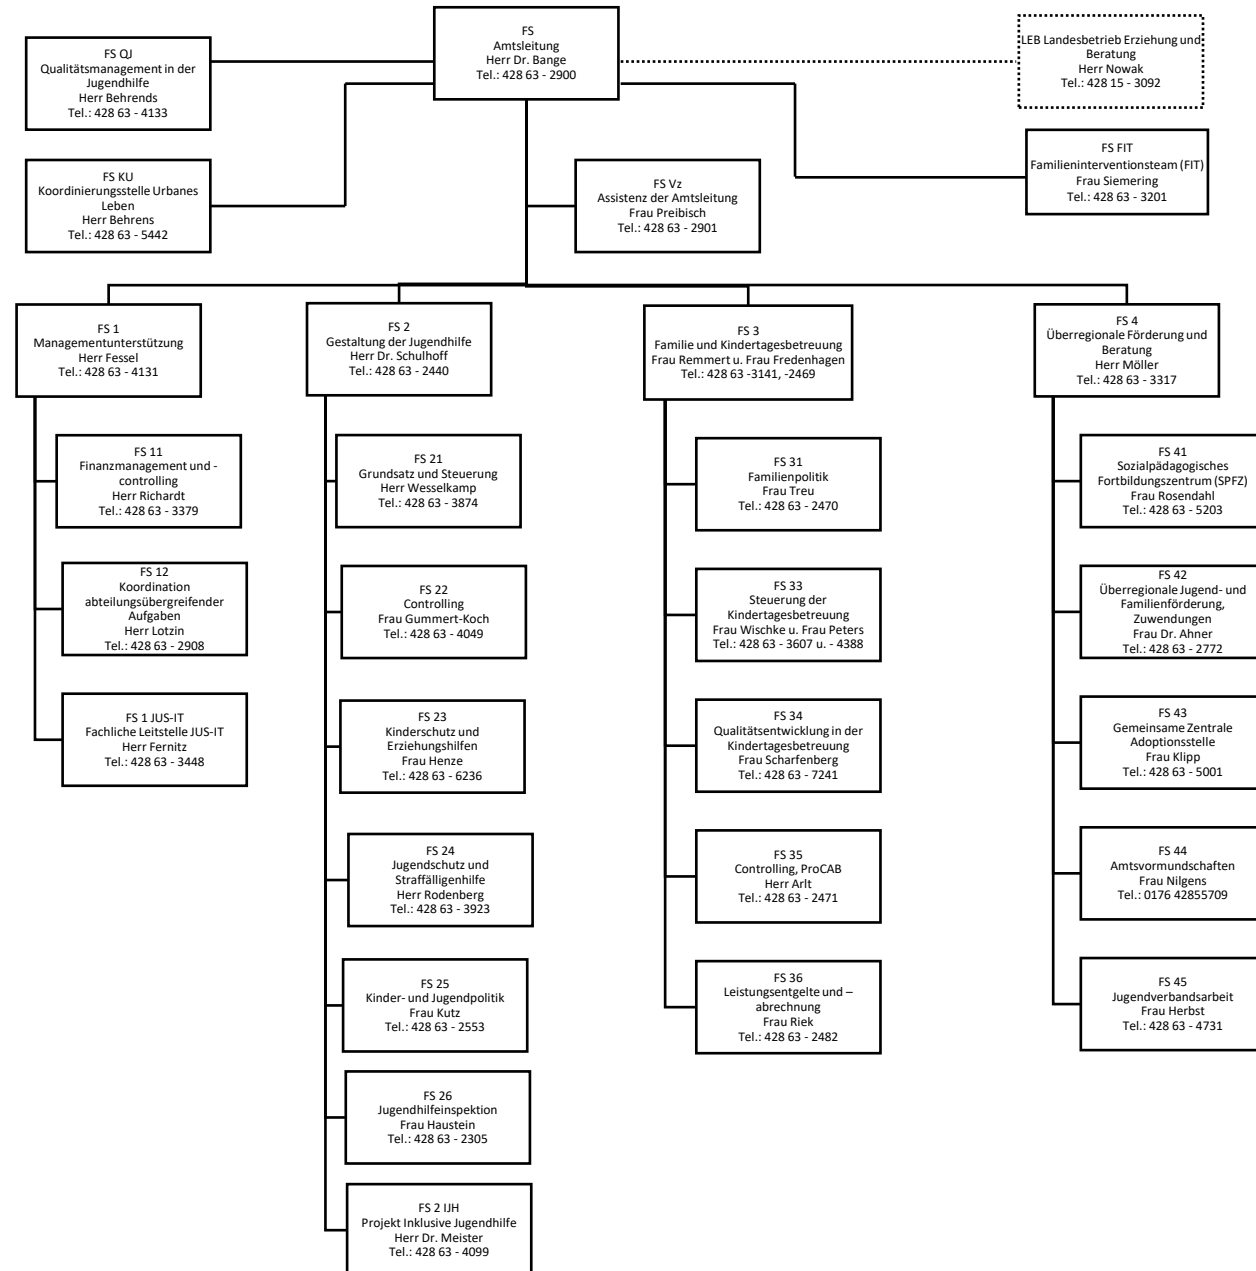 FS
Amtsleitung
Herr Dr. Bange
Tel.: 428 63 - 2900
FS QJ
Qualitätsmanagement in der
Jugendhilfe
Herr Behrends
Tel.: 428 63 - 4133
LEB Landesbetrieb Erziehung und
Beratung
Herr Nowak
Tel.: 428 15 - 3092
FS KU
Koordinierungsstelle Urbanes
Leben
Herr Behrens
Tel.: 428 63 - 5442
FS Vz
Assistenz der Amtsleitung
Frau Preibisch
Tel.: 428 63 - 2901
FS FIT
Familieninterventionsteam (FIT)
Frau Siemering
Tel.: 428 63 - 3201
FS 1
Managementunterstützung
Herr Fessel
Tel.: 428 63 - 4131
FS 11
Finanzmanagement und -
controlling
Herr Richardt
Tel.: 428 63 - 3379
FS 12
Koordination
abteilungsübergreifender
Aufgaben
Herr Lotzin
Tel.: 428 63 - 2908
FS 1 JUS-IT
Fachliche Leitstelle JUS-IT
Herr Fernitz
Tel.: 428 63 - 3448
FS 2
Gestaltung der Jugendhilfe
Herr Dr. Schulhoff
Tel.: 428 63 - 2440
FS 21
Grundsatz und Steuerung
Herr Wesselkamp
Tel.: 428 63 - 3874
FS 22
Controlling
Frau Gummert-Koch
Tel.: 428 63 - 4049
FS 23
Kinderschutz und
Erziehungshilfen
Frau Henze
Tel.: 428 63 - 6236
FS 24
Jugendschutz und
Straffälligenhilfe
Herr Rodenberg
Tel.: 428 63 - 3923
FS 25
Kinder- und Jugendpolitik
Frau Kutz
Tel.: 428 63 - 2553
FS 26
Jugendhilfeinspektion
Frau Haustein
Tel.: 428 63 - 2305
FS 2 IJH
Projekt Inklusive Jugendhilfe
Herr Dr. Meister
Tel.: 428 63 - 4099
FS 3
Familie und Kindertagesbetreuung
Frau Remmert u. Frau Fredenhagen
Tel.: 428 63 -3141, -2469
FS 31
Familienpolitik
Frau Treu
Tel.: 428 63 - 2470
FS 33
Steuerung der
Kindertagesbetreuung
Frau Wischke u. Frau Peters
Tel.: 428 63 - 3607 u. - 4388
FS 34
Qualitätsentwicklung in der
Kindertagesbetreuung
Frau Scharfenberg
Tel.: 428 63 - 7241
FS 35
Controlling, ProCAB
Herr Arlt
Tel.: 428 63 - 2471
FS 36
Leistungsentgelte und –
abrechnung
Frau Riek
Tel.: 428 63 - 2482
FS 4
Überregionale Förderung und
Beratung
Herr Möller
Tel.: 428 63 - 3317
FS 41
Sozialpädagogisches
Fortbildungszentrum (SPFZ)
Frau Rosendahl
Tel.: 428 63 - 5203
FS 42
Überregionale Jugend- und
Familienförderung,
Zuwendungen
Frau Dr. Ahner
Tel.: 428 63 - 2772
FS 43
Gemeinsame Zentrale
Adoptionsstelle
Frau Klipp
Tel.: 428 63 - 5001
FS 44
Amtsvormundschaften
Frau Nilgens
Tel.: 0176 42855709
FS 45
Jugendverbandsarbeit
Frau Herbst
Tel.: 428 63 - 4731